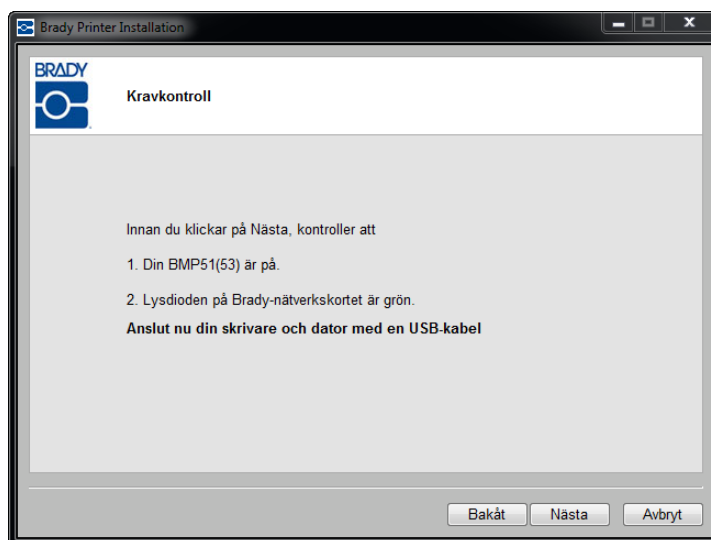 Brady Printer Installation
BRADY
Kravkontroll
Innan du klickar på Nästa, kontroller att
1. Din BMP51(53) är på.
2. Lysdioden på Brady-nätverkskortet är grön.
Anslut nu din skrivare och dator med en USB-kabel
Bakåt Nästa Avbryt